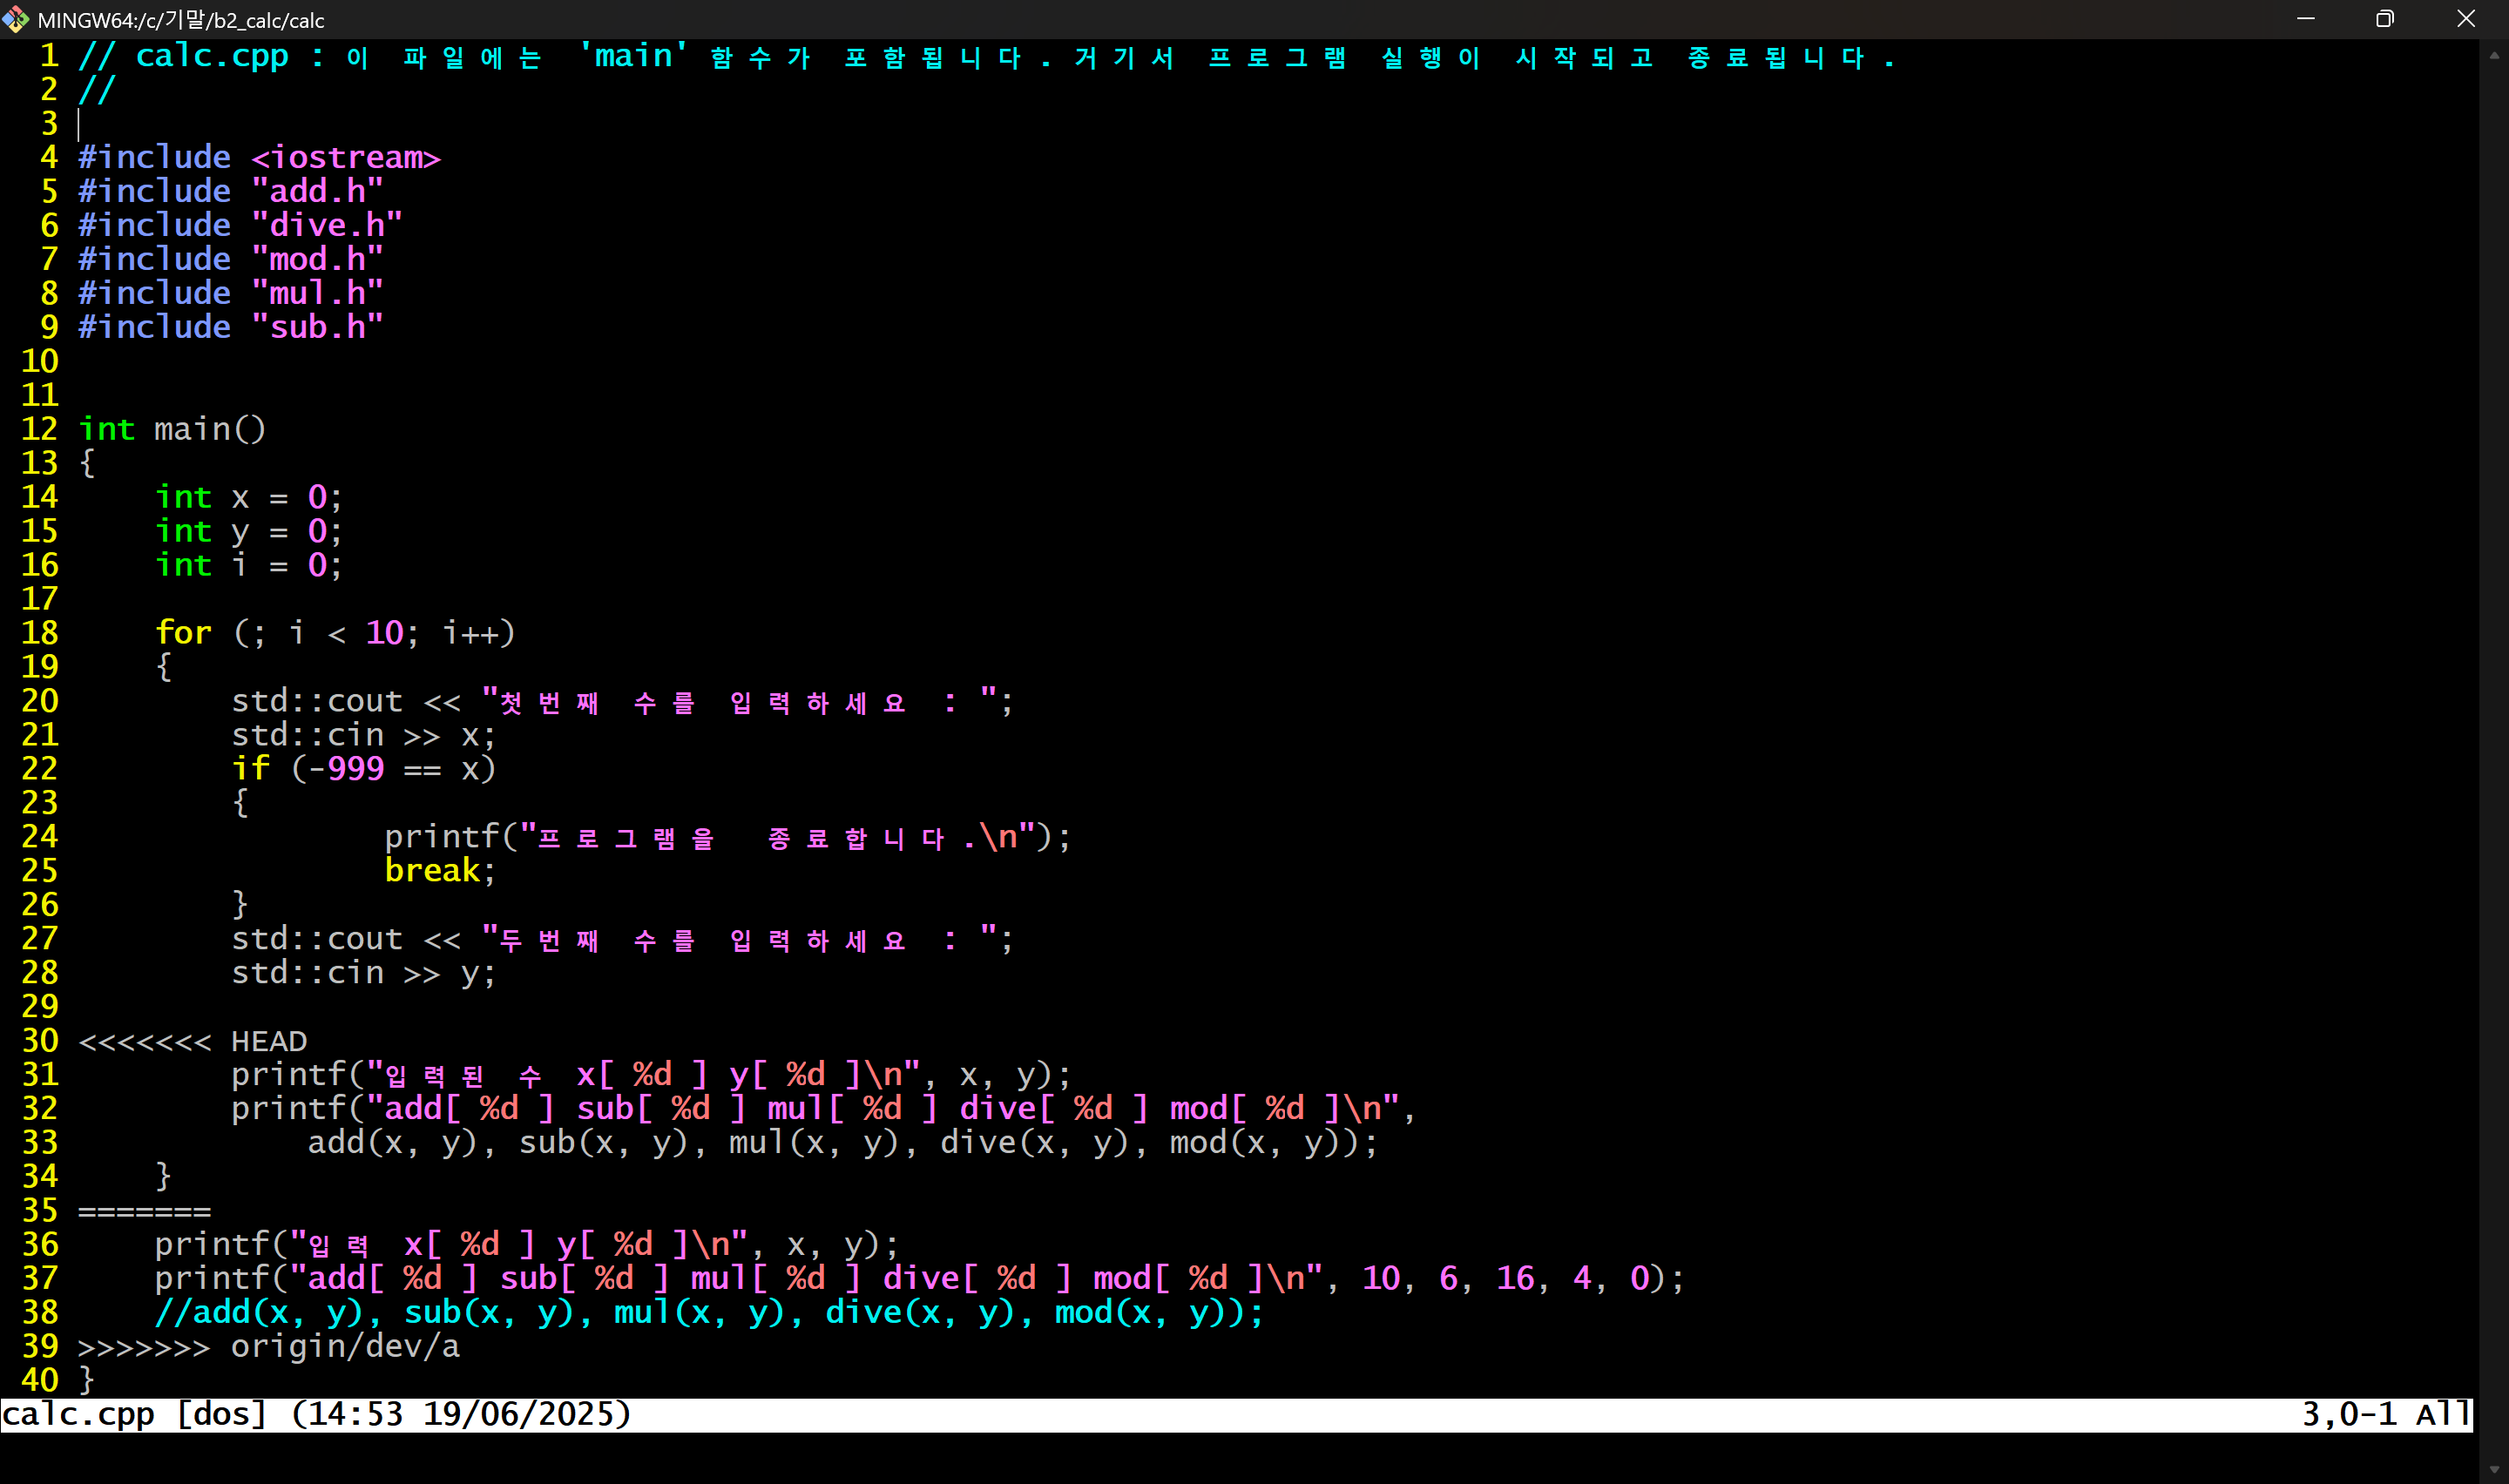 MINGW64:/c/기말/b2_calc/calc
1 // calc.cpp : 이 파일에는 'main' 함수가 포함됩니다. 거기서 프로그램 실행이 시작되고 종료됩니다.
2 //
3
4 #include <iostream>
5 #include "add.h"
6 #include "dive.h"
7 #include "mod.h"
8 #include "mul.h"
9 #include "sub.h"
10
11
12 int main()
13 {
14     int x = 0;
15     int y = 0;
16     int i = 0;
17
18     for (; i < 10; i++)
19     {
20         std::cout << "첫번째 수를 입력하세요 : ";
21         std::cin >> x;
22         if (-999 == x)
23         {
24                 printf("프로그램을  종료합니다.\n");
25                 break;
26         }
27         std::cout << "두번째 수를 입력하세요 : ";
28         std::cin >> y;
29
30 <<<<<<< HEAD
31         printf("입력된 수 x[ %d ] y[ %d ]\n", x, y);
32         printf("add[ %d ] sub[ %d ] mul[ %d ] dive[ %d ] mod[ %d ]\n",
33             add(x, y), sub(x, y), mul(x, y), dive(x, y), mod(x, y));
34     }
35 =======
36     printf("입력 x[ %d ] y[ %d ]\n", x, y);
37     printf("add[ %d ] sub[ %d ] mul[ %d ] dive[ %d ] mod[ %d ]\n", 10, 6, 16, 4, 0);
38     //add(x, y), sub(x, y), mul(x, y), dive(x, y), mod(x, y));
39 >>>>>>> origin/dev/a
40 }
calc.cpp [dos] (14:53 19/06/2025) 3,0-1 All